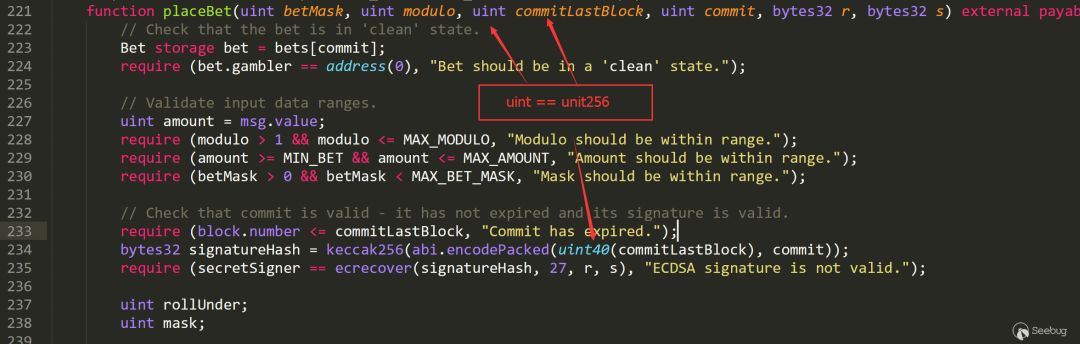 221 function placeBet(uint betMask, uint modulo, uint commitLastBlock, uint commit, bytes32 r, bytes32 s) external payab
222 // Check that the bet is in 'clean' state.
223 Bet storage bet = bets[commit];
224 require (bet.gambler == address(0), "Bet should be in a 'clean' state.");
225
uint == unit256
226 // Validate input data ranges.
227 uint amount = msg.value;
228 require (modulo > 1 && modulo <= MAX_MODULO, "Modulo should be within range.");
229 require (amount >= MIN_BET && amount <= MAX_AMOUNT, "Amount should be within range.");
230 require (betMask > 0 && betMask < MAX_BET_MASK, "Mask should be within range.");
231
232 // Check that commit is valid - it has not expired and its signature is valid.
233 require (block.number <= commitLastBlock, "Commit has expired.");
234 bytes32 signatureHash = keccak256(abi.encodePacked(uint40(commitLastBlock), commit));
235 require (secretSigner == ecrecover(signatureHash, 27, r, s), "ECDSA signature is not valid.");
236
237 uint rollUnder;
238 uint mask;
239
Seebug